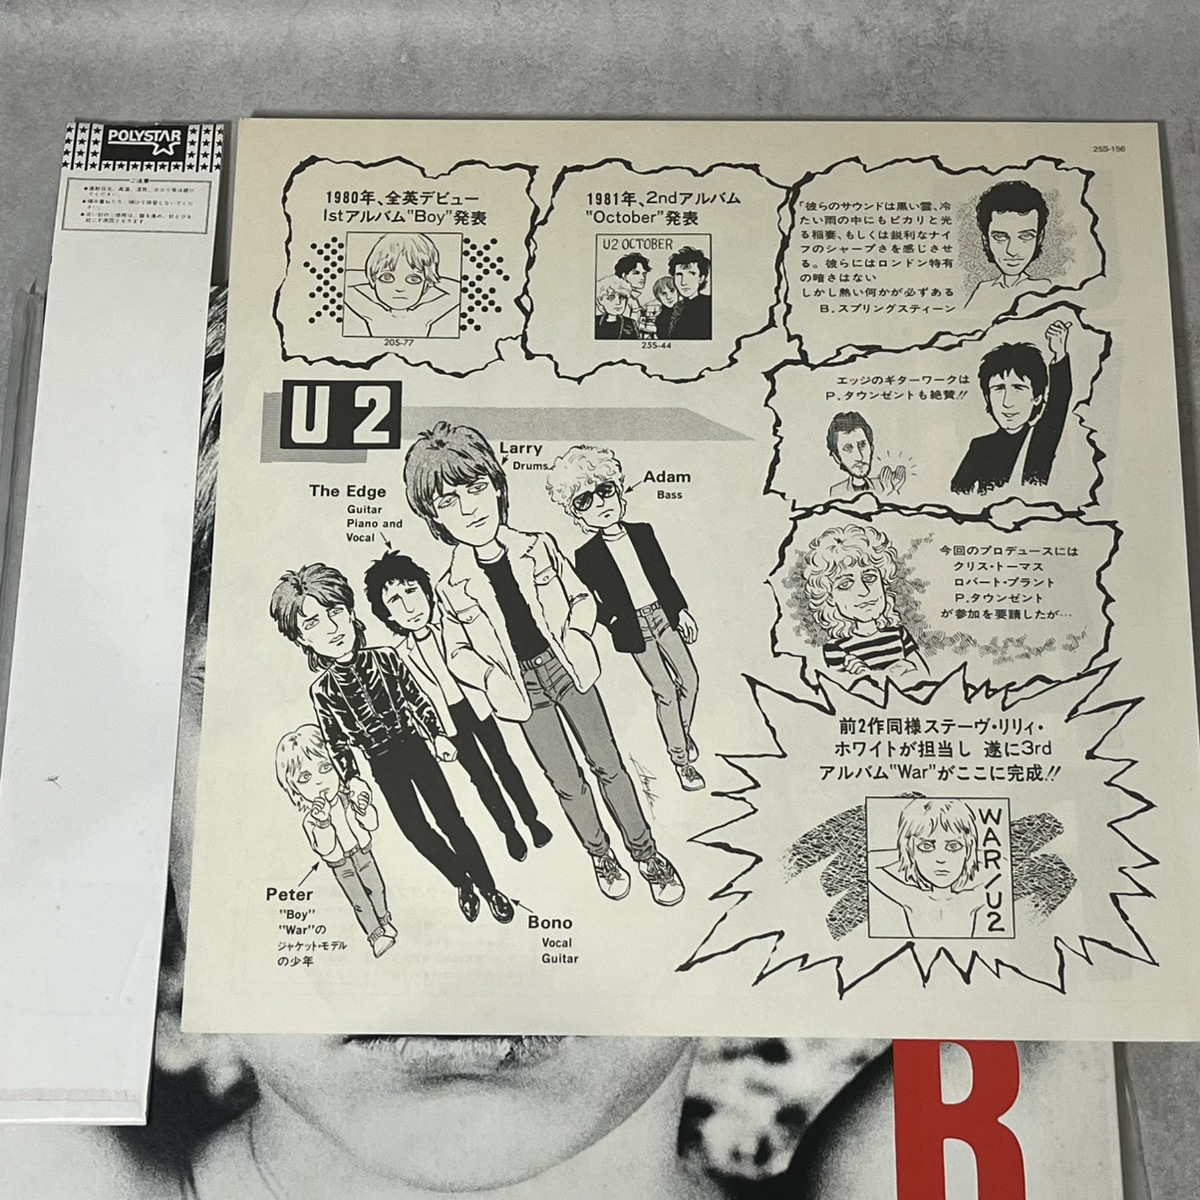 POLYSTAR
ご注意
25S-156
1980年、全英デビュー
1stアルバム"Boy"発表
20S-77
1981年、2ndアルバム
"October"発表
U2 OCTOBER
25S-44
「彼らのサウンドは黒い雲、冷
たい雨の中にもピカリと光
る稲妻、もしくは鋭利なナイ
フのシャープさを感じさせ
る。彼らにはロンドン特有
の暗さはない
しかし熱い何かが必ずある
B.スプリングスティーン
エッジのギターワークは
P.タウンゼントも絶賛!!
今回のプロデュースには
クリス・トーマス
ロバート・プラント
P.タウンゼント
が参加を要請したが…
前2作同様スティーヴ・リリィ・
ホワイトが担当し 遂に3rd
アルバム"War"がここに完成!!
WAR/U2
U2
Larry
Drums
Adam
Bass
The Edge
Guitar
Piano and
Vocal
Peter
"Boy"
"War"の
ジャケット・モデル
の少年
Bono
Vocal
Guitar
R